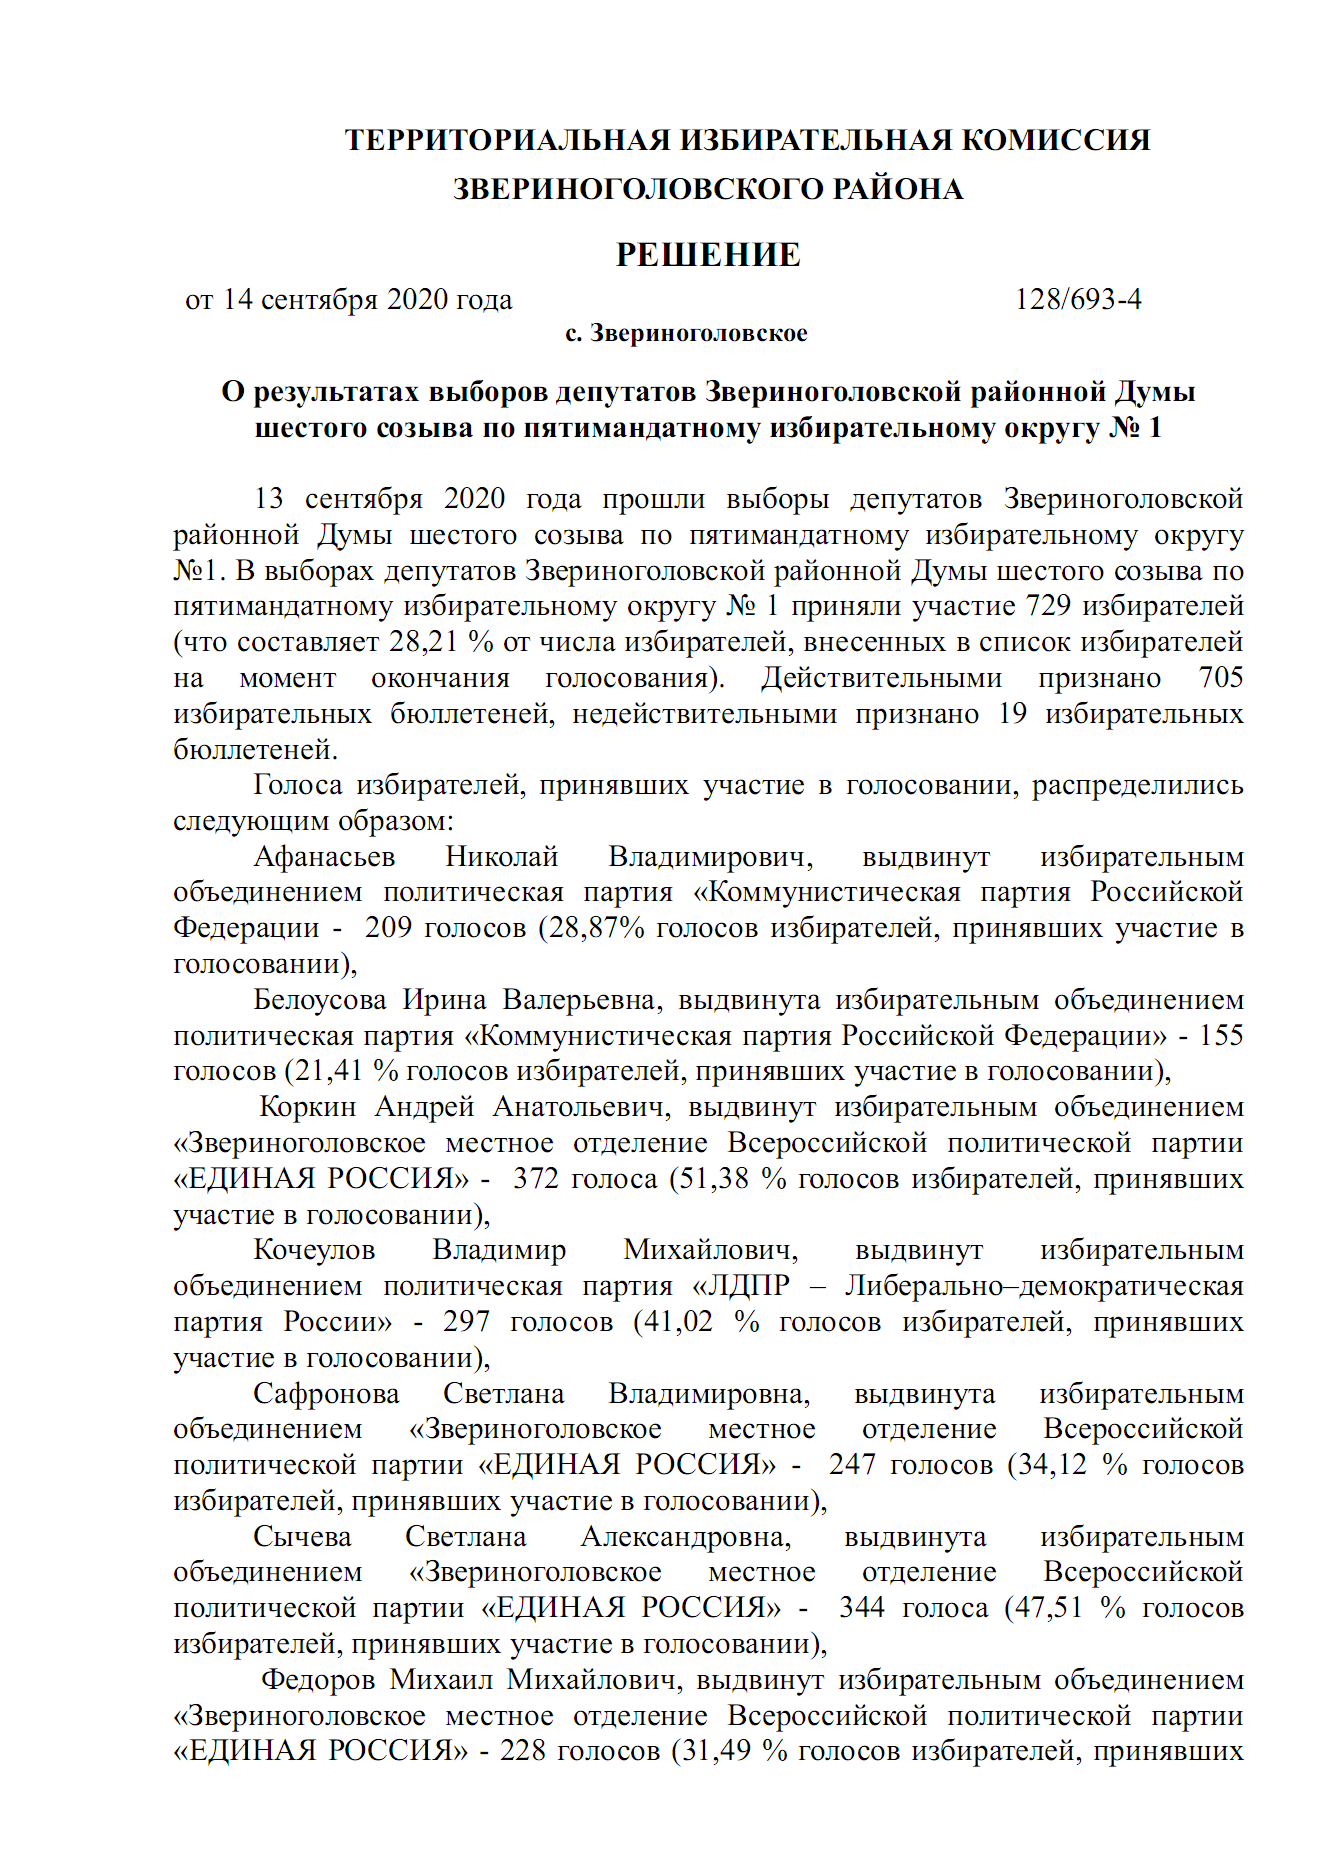 ТЕРРИТОРИАЛЬНАЯ ИЗБИРАТЕЛЬНАЯ КОМИССИЯ
ЗВЕРИНОГОЛОВСКОГО РАЙОНА
РЕШЕНИЕ
от 14 сентября 2020 года 128/693-4
с. Звериноголовское
О результатах выборов депутатов Звериноголовской районной Думы
шестого созыва по пятимандатному избирательному округу № 1
13 сентября 2020 года прошли выборы депутатов Звериноголовской
районной Думы шестого созыва по пятимандатному избирательному округу
№1. В выборах депутатов Звериноголовской районной Думы шестого созыва по
пятимандатному избирательному округу № 1 приняли участие 729 избирателей
(что составляет 28,21 % от числа избирателей, внесенных в список избирателей
на момент окончания голосования). Действительными признано 705
избирательных бюллетеней, недействительными признано 19 избирательных
бюллетеней.
Голоса избирателей, принявших участие в голосовании, распределились
следующим образом:
Афанасьев Николай Владимирович, выдвинут избирательным
объединением политическая партия «Коммунистическая партия Российской
Федерации - 209 голосов (28,87% голосов избирателей, принявших участие в
голосовании),
Белоусова Ирина Валерьевна, выдвинута избирательным объединением
политическая партия «Коммунистическая партия Российской Федерации» - 155
голосов (21,41 % голосов избирателей, принявших участие в голосовании),
Коркин Андрей Анатольевич, выдвинут избирательным объединением
«Звериноголовское местное отделение Всероссийской политической партии
«ЕДИНАЯ РОССИЯ» - 372 голоса (51,38 % голосов избирателей, принявших
участие в голосовании),
Кочеулов Владимир Михайлович, выдвинут избирательным
объединением политическая партия «ЛДПР – Либерально–демократическая
партия России» - 297 голосов (41,02 % голосов избирателей, принявших
участие в голосовании),
Сафронова Светлана Владимировна, выдвинута избирательным
объединением «Звериноголовское местное отделение Всероссийской
политической партии «ЕДИНАЯ РОССИЯ» - 247 голосов (34,12 % голосов
избирателей, принявших участие в голосовании),
Сычева Светлана Александровна, выдвинута избирательным
объединением «Звериноголовское местное отделение Всероссийской
политической партии «ЕДИНАЯ РОССИЯ» - 344 голоса (47,51 % голосов
избирателей, принявших участие в голосовании),
Федоров Михаил Михайлович, выдвинут избирательным объединением
«Звериноголовское местное отделение Всероссийской политической партии
«ЕДИНАЯ РОССИЯ» - 228 голосов (31,49 % голосов избирателей, принявших